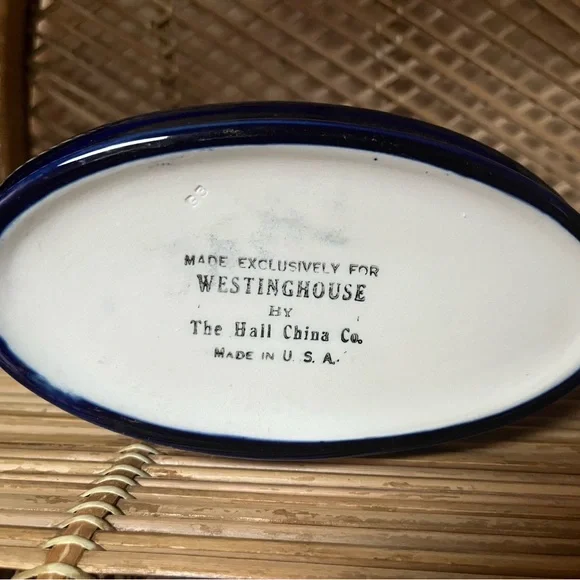 MADE EXCLUSIVELY FOR
WESTINGHOUSE
BY
The Hall China Co.
MADE IN U. S. A.